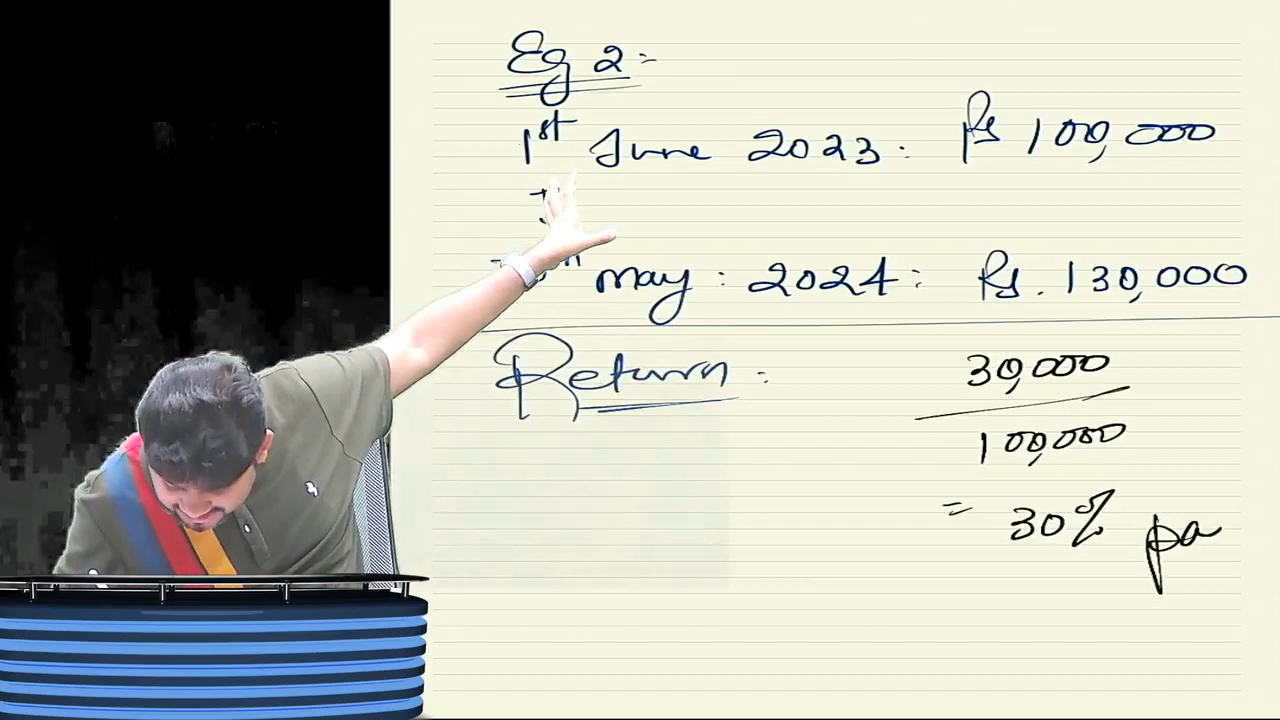 Eg 2 :-
1st June 2023 : Rs 100,000
May : 2024 : Rs. 130,000
Return :
30,000
100,000
= 30% pa